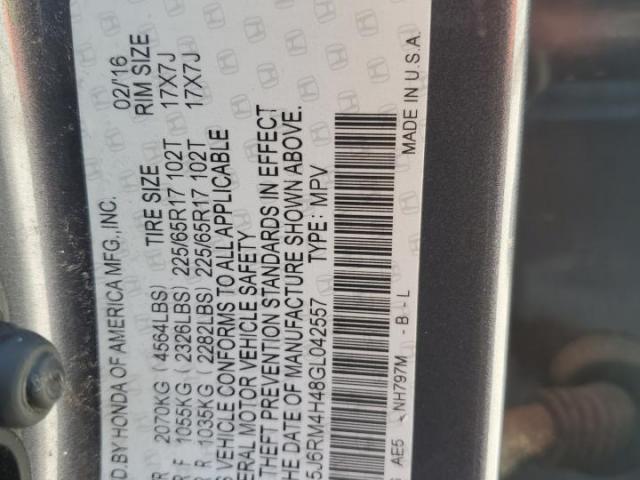 D.BY HONDA OF AMERICA MFG.,INC. 02/'16
R 2070KG (4564LBS) TIRE SIZE RIM SIZE
R F 1055KG (2326LBS) 225/65R17 102T 17X7J
R R 1035KG (2282LBS) 225/65R17 102T 17X7J
S VEHICLE CONFORMS TO ALL APPLICABLE
ERAL MOTOR VEHICLE SAFETY
THEFT PREVENTION STANDARDS IN EFFECT
HE DATE OF MANUFACTURE SHOWN ABOVE.
5J6RM4H48GL042557 TYPE: MPV
AE5 NH797M - B - L MADE IN U.S.A.